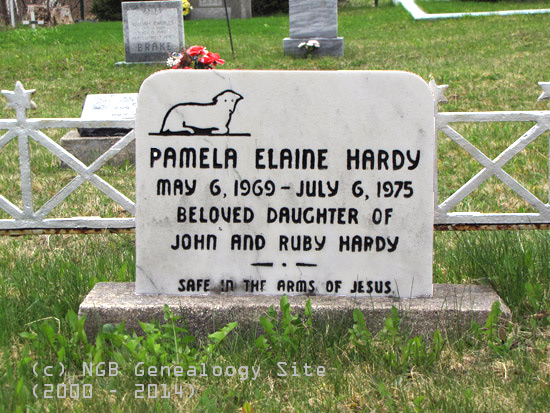 BRAKE
PAMELA ELAINE HARDY
MAY 6, 1969 - JULY 6, 1975
BELOVED DAUGHTER OF
JOHN AND RUBY HARDY
SAFE IN THE ARMS OF JESUS.
(c) NGB Genealoogy Site
(2000 - 2014)